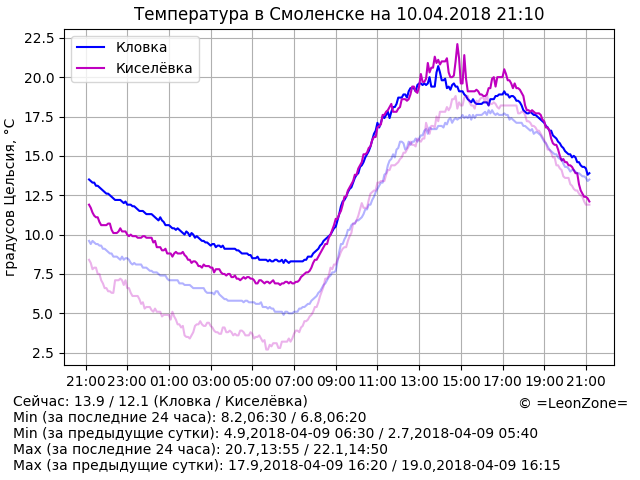 Температура в Смоленске на 10.04.2018 21:10
Кловка
Киселёвка
градусов Цельсия, °C
22.5
20.0
17.5
15.0
12.5
10.0
7.5
5.0
2.5
21:00 23:00 01:00 03:00 05:00 07:00 09:00 11:00 13:00 15:00 17:00 19:00 21:00
Сейчас: 13.9 / 12.1 (Кловка / Киселёвка)
© =LeonZone=
Min (за последние 24 часа): 8.2,06:30 / 6.8,06:20
Min (за предыдущие сутки): 4.9,2018-04-09 06:30 / 2.7,2018-04-09 05:40
Max (за последние 24 часа): 20.7,13:55 / 22.1,14:50
Max (за предыдущие сутки): 17.9,2018-04-09 16:20 / 19.0,2018-04-09 16:15